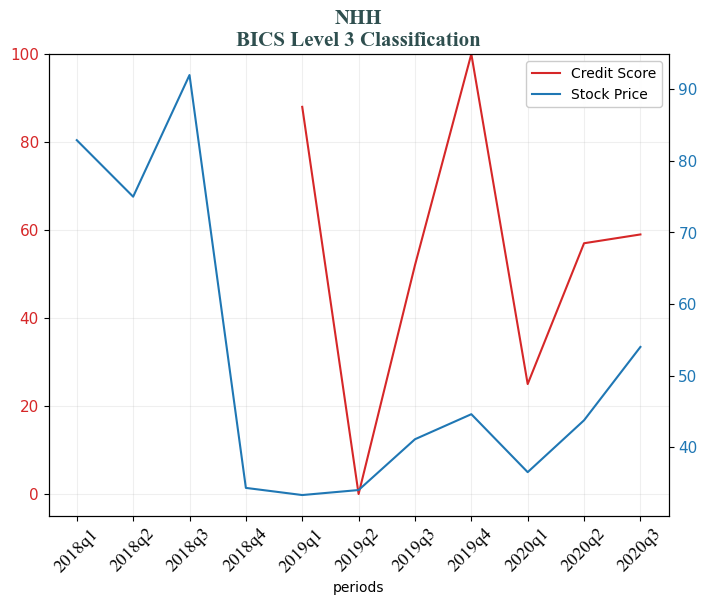 NHH
BICS Level 3 Classification
100
80
60
40
20
0
Credit Score
Stock Price
90
80
70
60
50
40
2018q1
2018q2
2018q3
2018q4
2019q1
2019q2
2019q3
2019q4
2020q1
2020q2
2020q3
periods